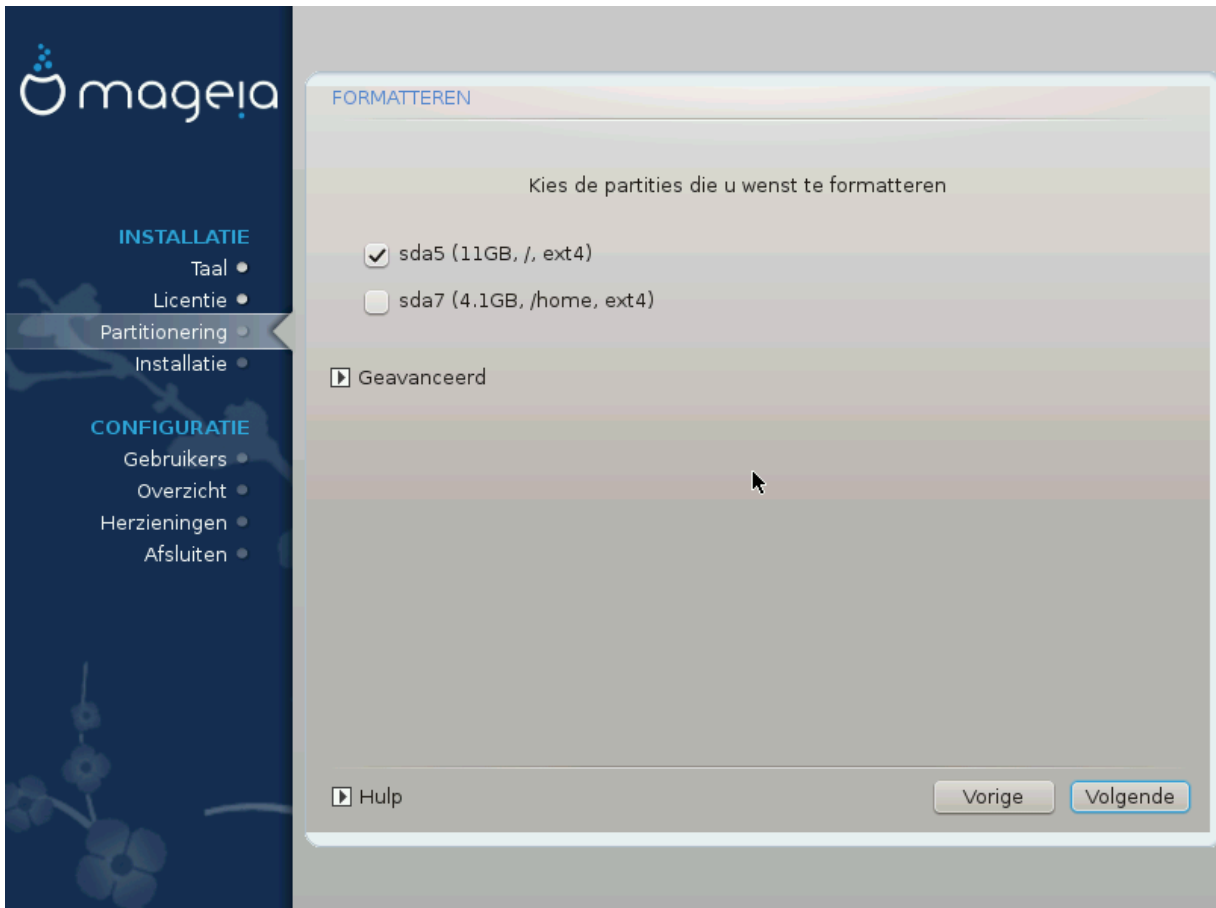 mageia
INSTALLATIE
Taal
Licentie
Partitionering
Installatie
CONFIGURATIE
Gebruikers
Overzicht
Herzieningen
Afsluiten
FORMATTEREN
Kies de partities die u wenst te formatteren
sda5 (11GB, /, ext4)
sda7 (4.1GB, /home, ext4)
Geavanceerd
Hulp
Vorige
Volgende